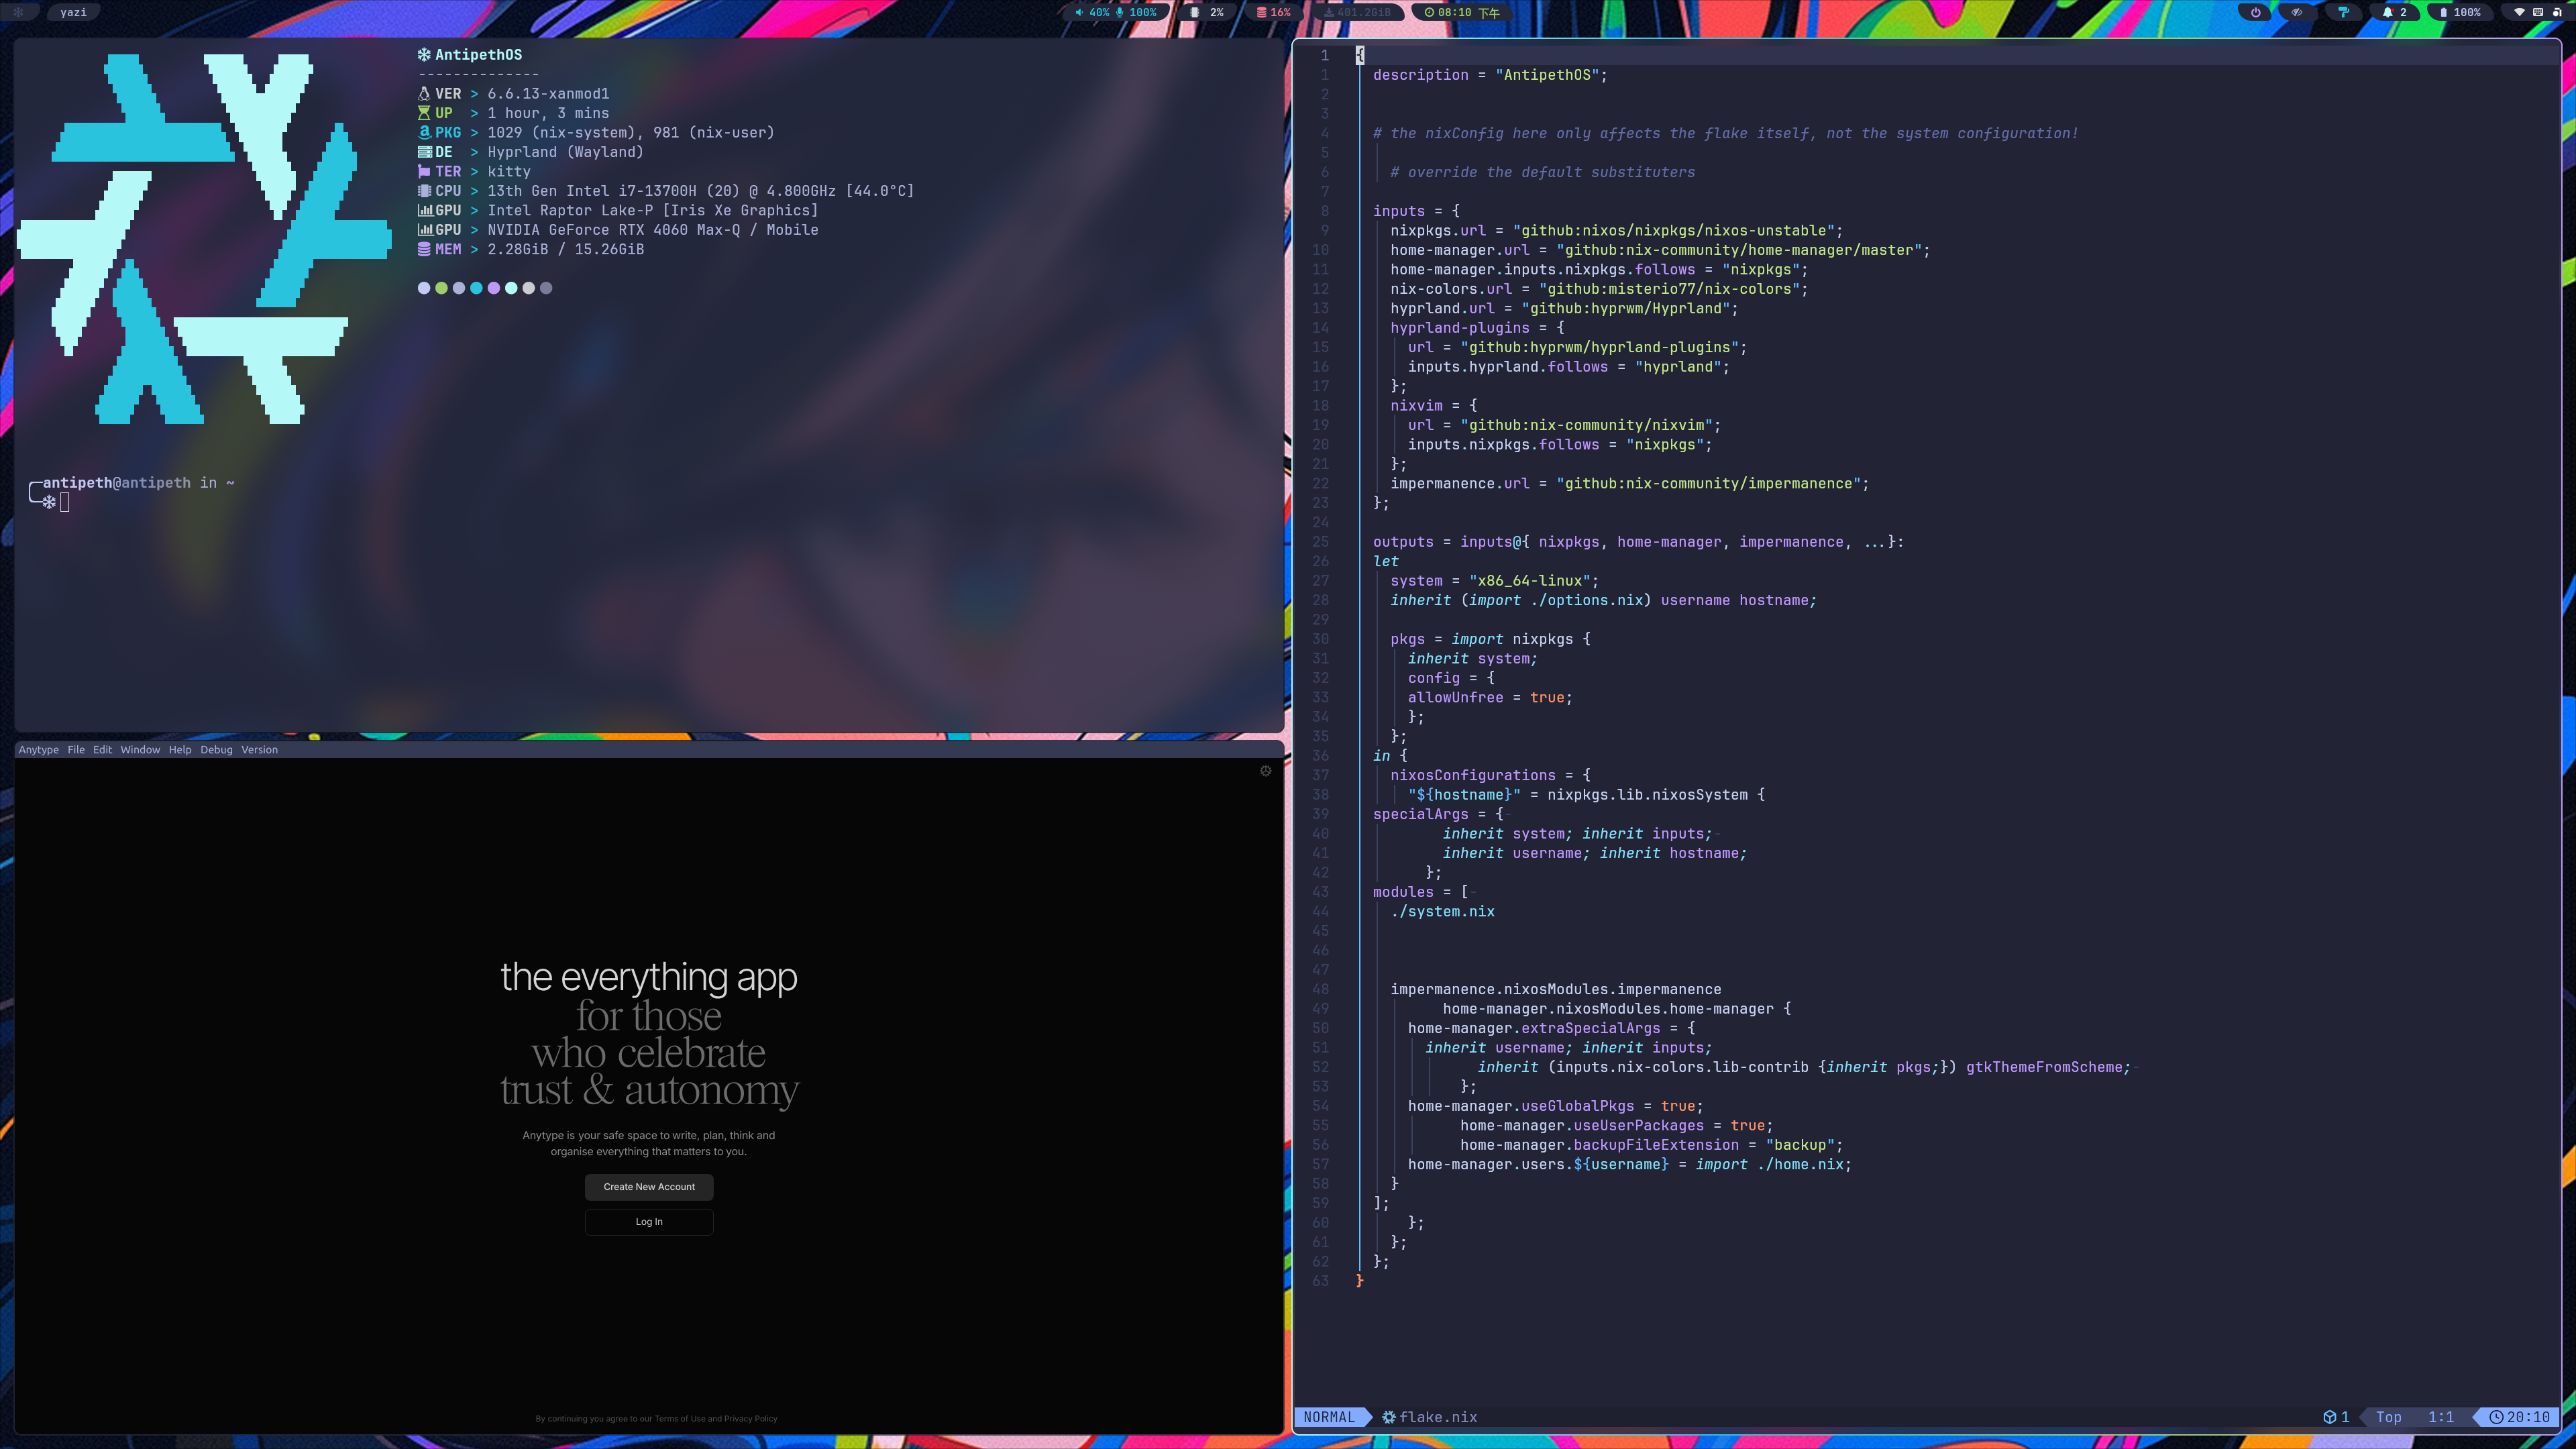 yazi
40% 100%
2%
16%
401.2GiB
08:10 下午
2
100%
AntipethOS
--------------
VER > 6.6.13-xanmod1
UP > 1 hour, 3 mins
PKG > 1029 (nix-system), 981 (nix-user)
DE > Hyprland (Wayland)
TER > kitty
CPU > 13th Gen Intel i7-13700H (20) @ 4.800GHz [44.0°C]
GPU > Intel Raptor Lake-P [Iris Xe Graphics]
GPU > NVIDIA GeForce RTX 4060 Max-Q / Mobile
MEM > 2.28GiB / 15.26GiB
antipeth@antipeth in ~
Anytype File Edit Window Help Debug Version
the everything app
for those
who celebrate
trust & autonomy
Anytype is your safe space to write, plan, think and
organise everything that matters to you.
Create New Account
Log In
By continuing you agree to our Terms of Use and Privacy Policy
1 {
1 description = "AntipethOS";
2
3
4 # the nixConfig here only affects the flake itself, not the system configuration!
5
6 # override the default substituters
7
8 inputs = {
9 nixpkgs.url = "github:nixos/nixpkgs/nixos-unstable";
10 home-manager.url = "github:nix-community/home-manager/master";
11 home-manager.inputs.nixpkgs.follows = "nixpkgs";
12 nix-colors.url = "github:misterio77/nix-colors";
13 hyprland.url = "github:hyprwm/Hyprland";
14 hyprland-plugins = {
15 url = "github:hyprwm/hyprland-plugins";
16 inputs.hyprland.follows = "hyprland";
17 };
18 nixvim = {
19 url = "github:nix-community/nixvim";
20 inputs.nixpkgs.follows = "nixpkgs";
21 };
22 impermanence.url = "github:nix-community/impermanence";
23 };
24
25 outputs = inputs@{ nixpkgs, home-manager, impermanence, ...}:
26 let
27 system = "x86_64-linux";
28 inherit (import ./options.nix) username hostname;
29
30 pkgs = import nixpkgs {
31 inherit system;
32 config = {
33 allowUnfree = true;
34 };
35 };
36 in {
37 nixosConfigurations = {
38 "${hostname}" = nixpkgs.lib.nixosSystem {
39 specialArgs = {-
40 inherit system; inherit inputs;-
41 inherit username; inherit hostname;
42 };
43 modules = [-
44 ./system.nix
45
46
47
48 impermanence.nixosModules.impermanence
49 home-manager.nixosModules.home-manager {
50 home-manager.extraSpecialArgs = {
51 inherit username; inherit inputs;
52 inherit (inputs.nix-colors.lib-contrib {inherit pkgs;}) gtkThemeFromScheme;-
53 };
54 home-manager.useGlobalPkgs = true;
55 home-manager.useUserPackages = true;
56 home-manager.backupFileExtension = "backup";
57 home-manager.users.${username} = import ./home.nix;
58 }
59 ];
60 };
61 };
62 };
63 }
NORMAL flake.nix 1 Top 1:1 20:10